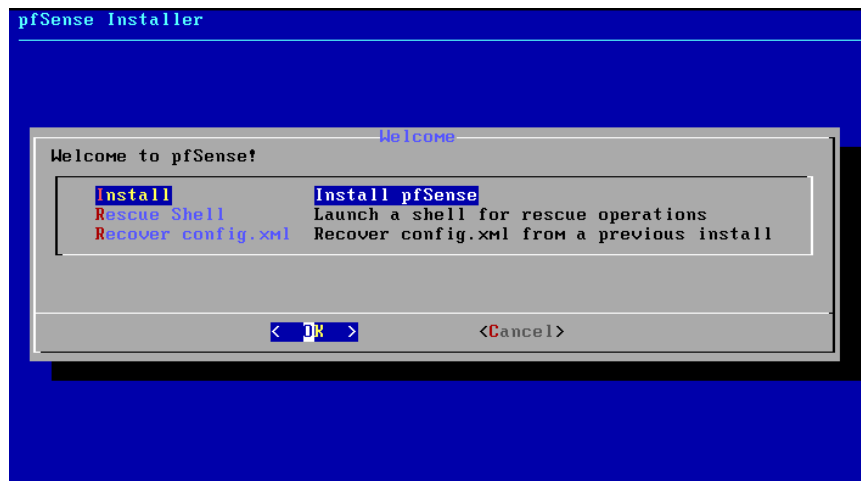 pfSense Installer
Welcome
Welcome to pfSense!
Install Install pfSense
Rescue Shell Launch a shell for rescue operations
Recover config.xml Recover config.xml from a previous install
< OK > <Cancel>